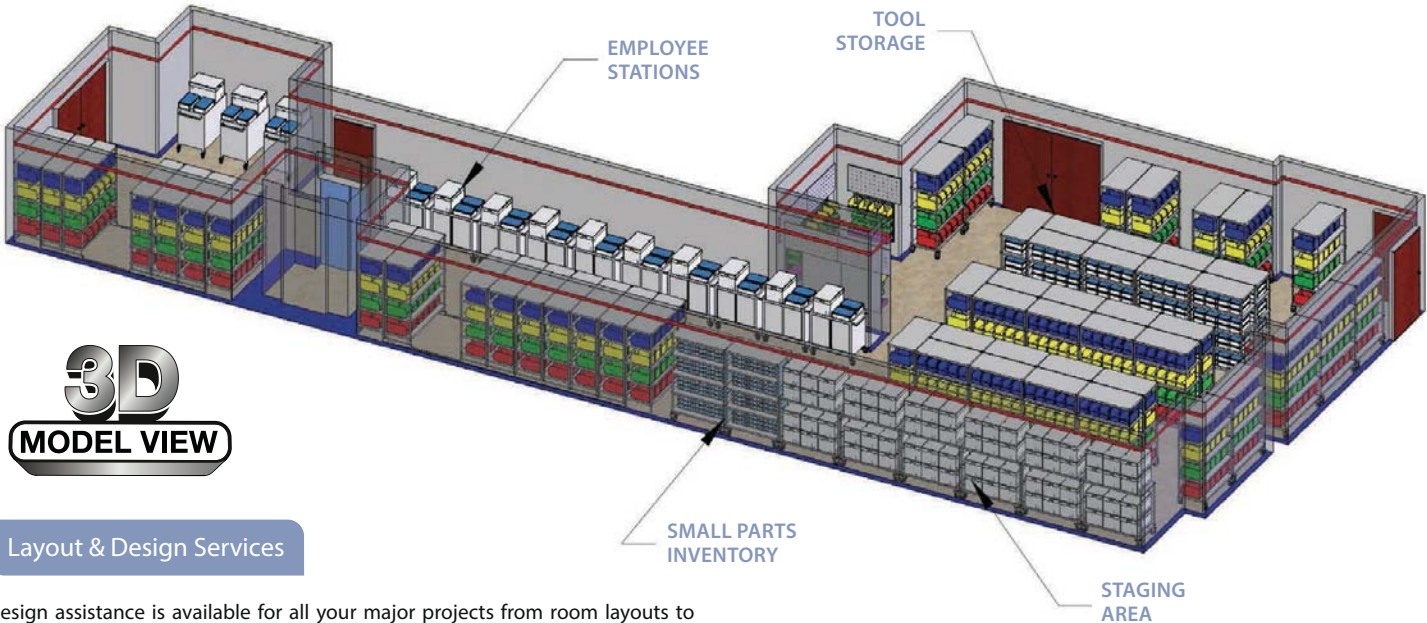 TOOL
STORAGE
EMPLOYEE
STATIONS
3D
MODEL VIEW
SMALL PARTS
INVENTORY
Layout & Design Services
STAGING
AREA
esign assistance is available for all your major projects from room layouts to